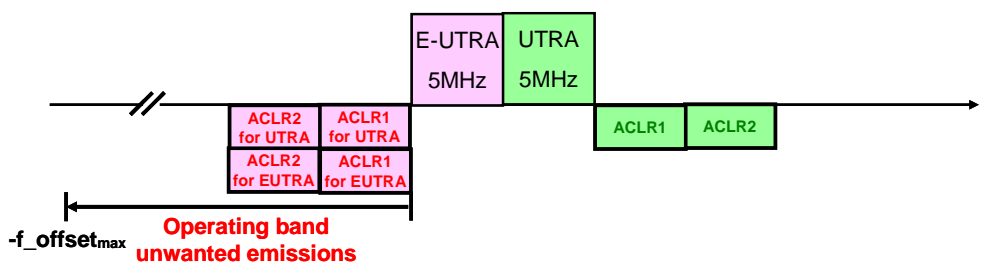 E-UTRA
5MHz
UTRA
5MHz
ACLR2
for UTRA
ACLR1
for UTRA
ACLR1
ACLR2
ACLR2
for EUTRA
ACLR1
for EUTRA
-f_offsetmax
Operating band
unwanted emissions